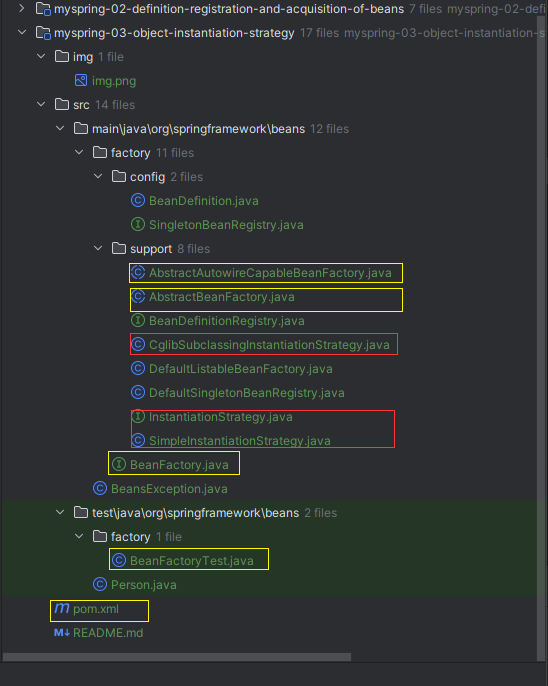 myspring-02-definition-registration-and-acquisition-of-beans 7 files myspring-02-defi
myspring-03-object-instantiation-strategy 17 files myspring-03-object-instantiation-s
img 1 file
img.png
src 14 files
main\java\org\springframework\beans 12 files
factory 11 files
config 2 files
BeanDefinition.java
SingletonBeanRegistry.java
support 8 files
AbstractAutowireCapableBeanFactory.java
AbstractBeanFactory.java
BeanDefinitionRegistry.java
CglibSubclassingInstantiationStrategy.java
DefaultListableBeanFactory.java
DefaultSingletonBeanRegistry.java
InstantiationStrategy.java
SimpleInstantiationStrategy.java
BeanFactory.java
BeansException.java
test\java\org\springframework\beans 2 files
factory 1 file
BeanFactoryTest.java
Person.java
pom.xml
README.md